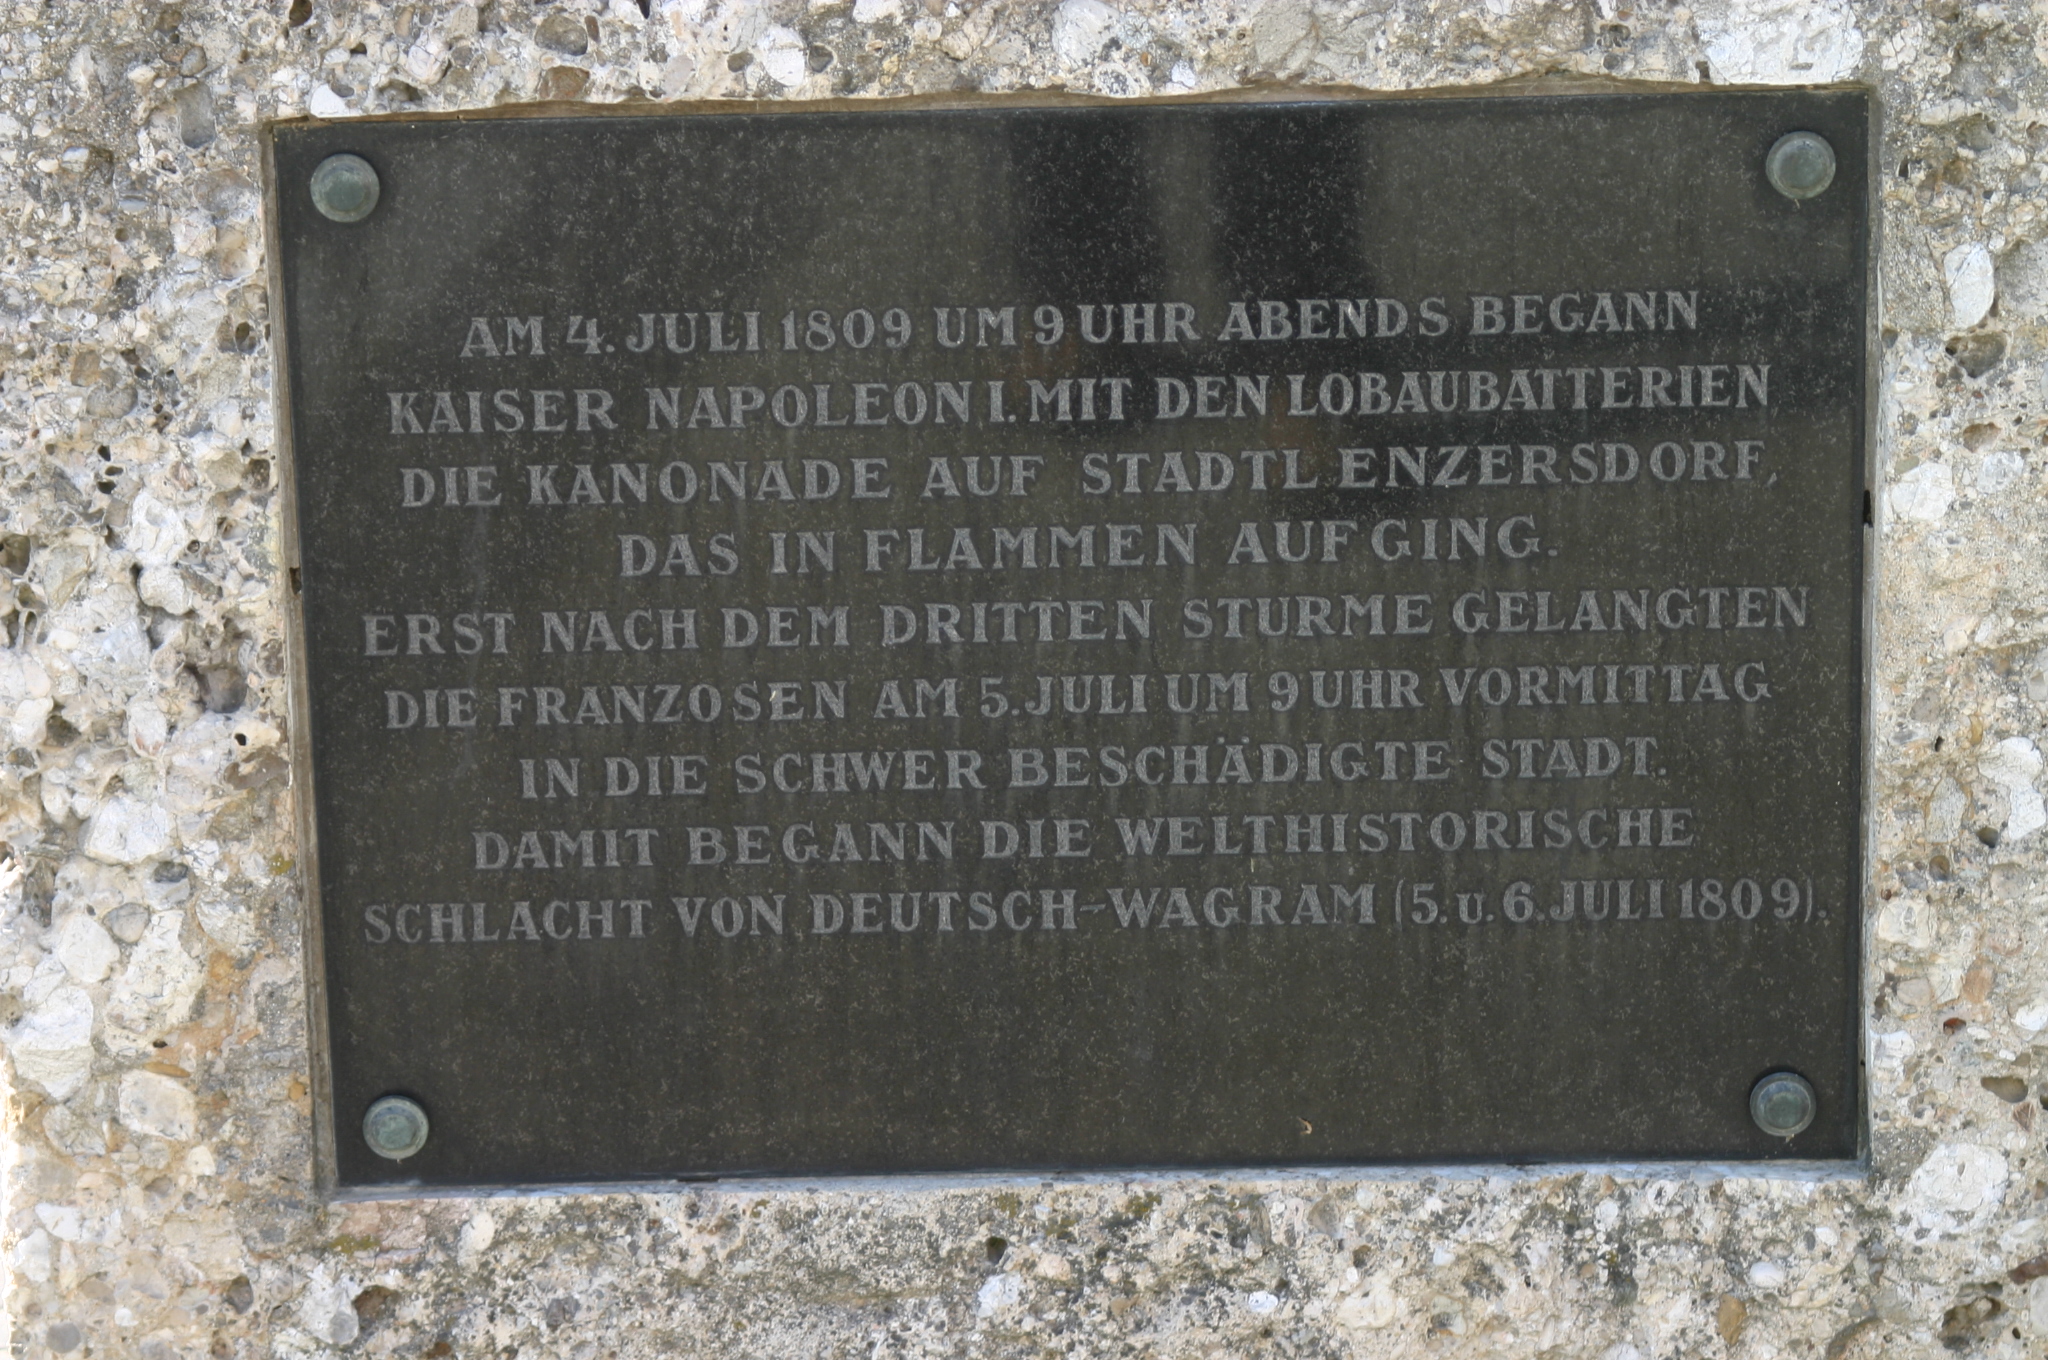 AM 4. JULI 1809 UM 9 UHR ABENDS BEGANN
KAISER NAPOLEON I. MIT DEN LOBAUBATTERIEN
DIE KANONADE AUF STADTL ENZERSDORF,
DAS IN FLAMMEN AUFGING.
ERST NACH DEM DRITTEN STURME GELANGTEN
DIE FRANZOSEN AM 5. JULI UM 9 UHR VORMITTAG
IN DIE SCHWER BESCHÄDIGTE STADT.
DAMIT BEGANN DIE WELTHISTORISCHE
SCHLACHT VON DEUTSCH-WAGRAM (5. u. 6. JULI 1809).